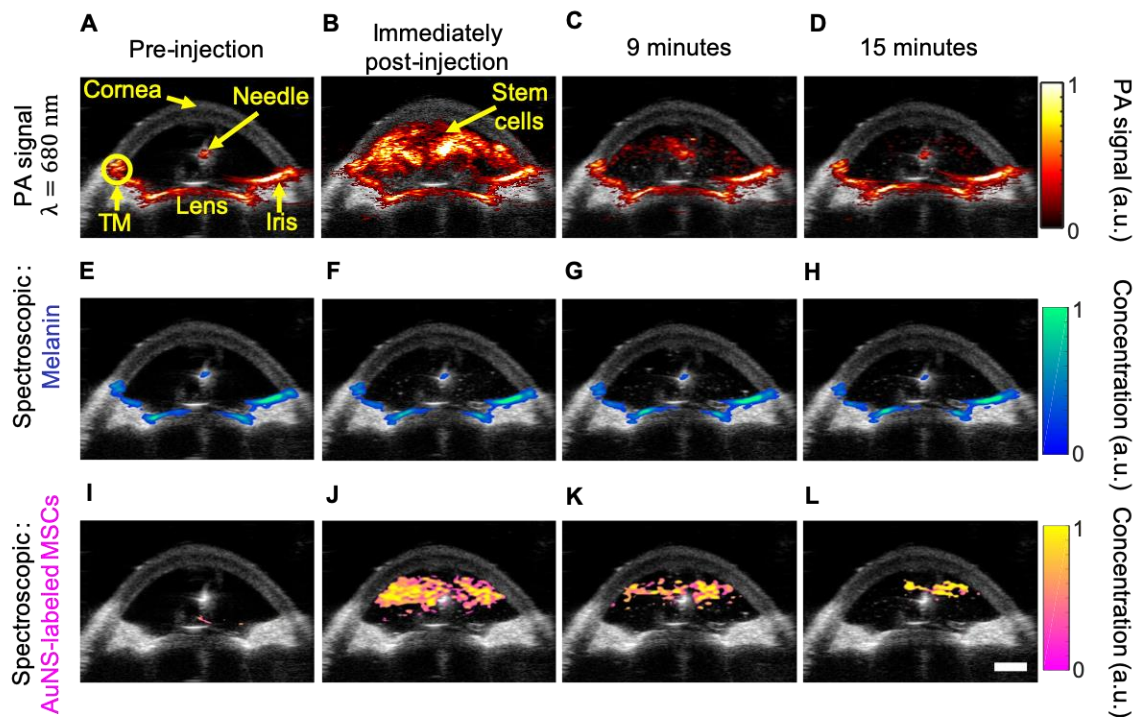 A
Pre-injection
B
Immediately
post-injection
C
9 minutes
D
15 minutes
PA signal
λ = 680 nm
Cornea
Needle
TM
Lens
Iris
Stem
cells
1
0
PA signal (a.u.)
Spectroscopic :
Melanin
E
F
G
H
1
0
Concentration (a.u.)
Spectroscopic :
AuNS-labeled MSCs
I
J
K
L
1
0
Concentration (a.u.)